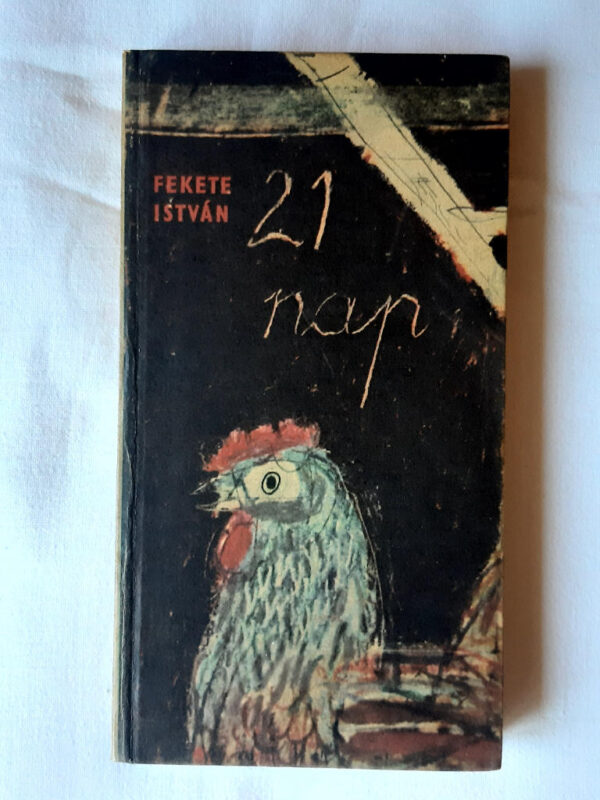 FEKETE
ISTVÁN
21
nap